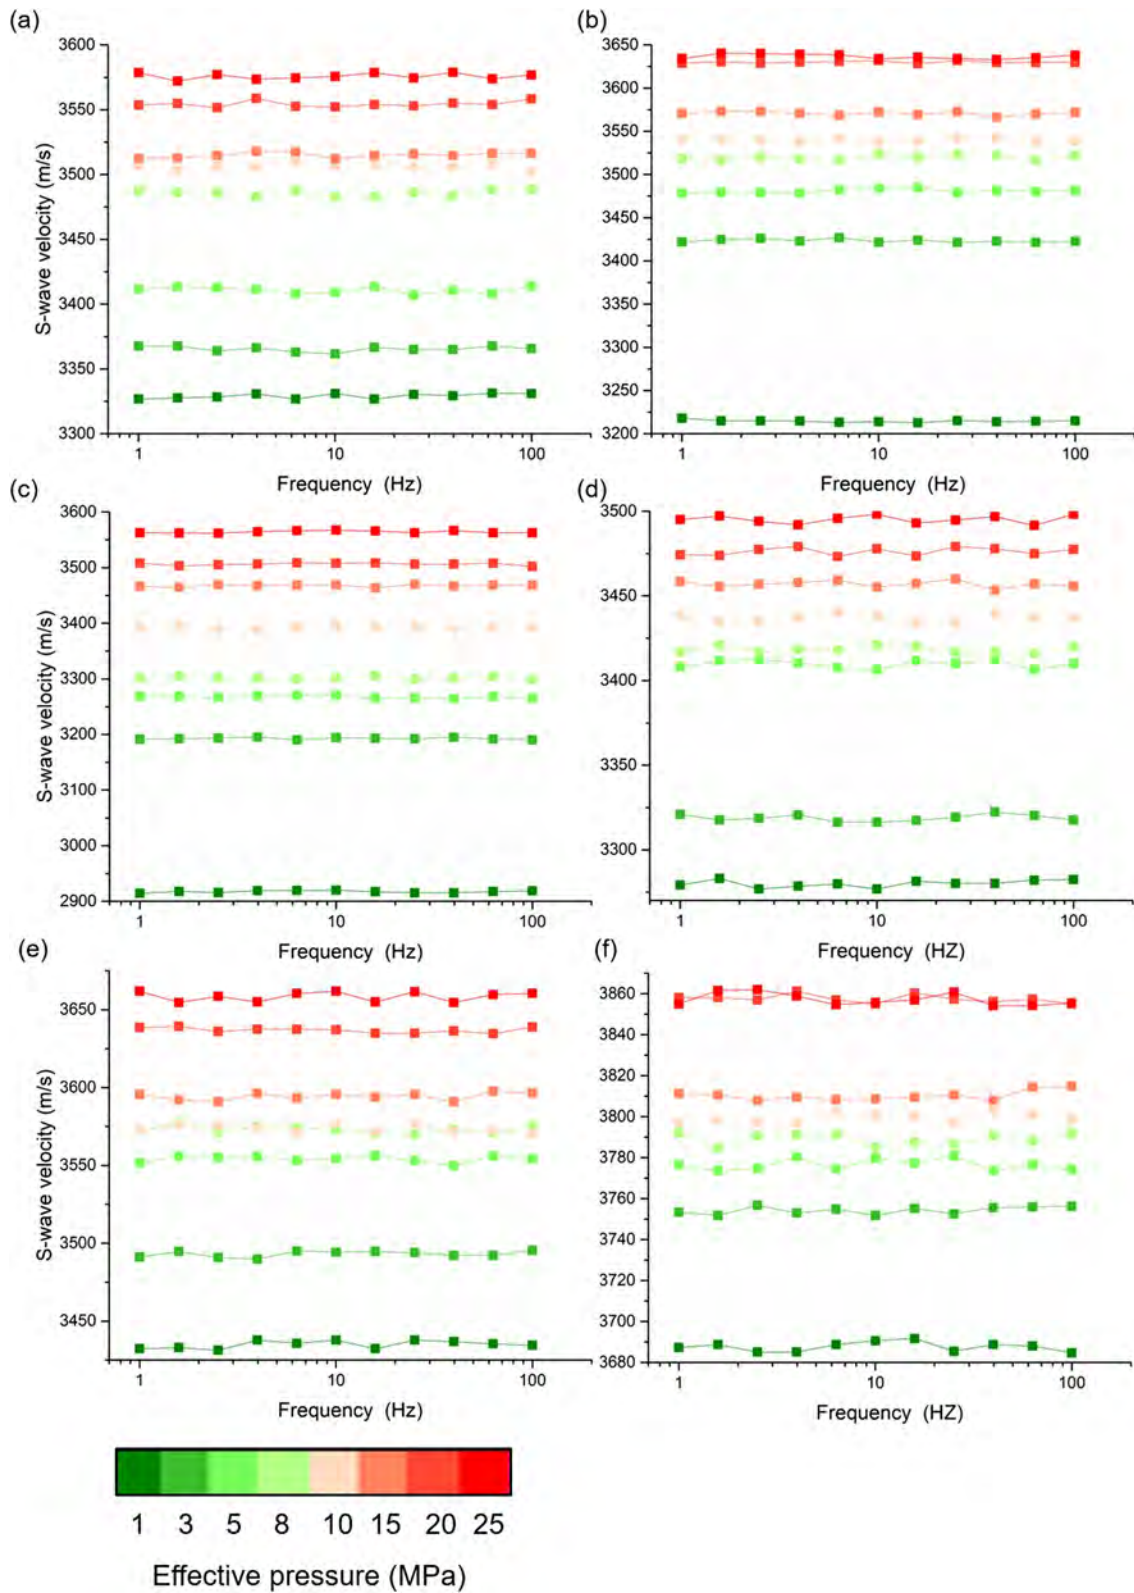 (a)
S-wave velocity (m/s)
3600
3550
3500
3450
3400
3350
3300
1 10 100
Frequency (Hz)
(b)
3650
3600
3550
3500
3450
3400
3350
3300
3250
3200
1 10 100
Frequency (Hz)
(c)
S-wave velocity (m/s)
3600
3500
3400
3300
3200
3100
3000
2900
1 10 100
Frequency (Hz)
(d)
3500
3450
3400
3350
3300
1 10 100
Frequency (HZ)
(e)
S-wave velocity (m/s)
3650
3600
3550
3500
3450
1 10 100
Frequency (Hz)
(f)
3860
3840
3820
3800
3780
3760
3740
3720
3700
3680
1 10 100
Frequency (HZ)
1 3 5 8 10 15 20 25
Effective pressure (MPa)